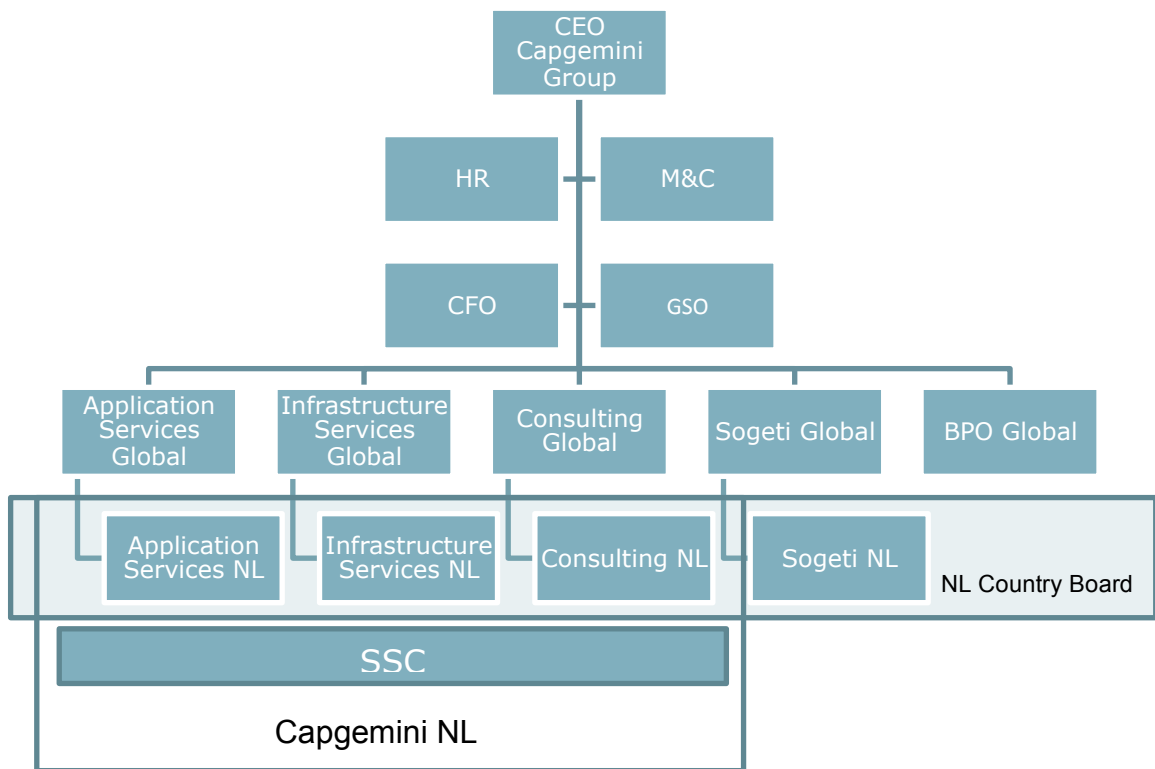 CEO
Capgemini
Group
HR
M&C
CFO
GSO
Application
Services
Global
Infrastructure
Services
Global
Consulting
Global
Sogeti Global
BPO Global
Application
Services NL
Infrastructure
Services NL
Consulting NL
Sogeti NL
NL Country Board
SSC
Capgemini NL